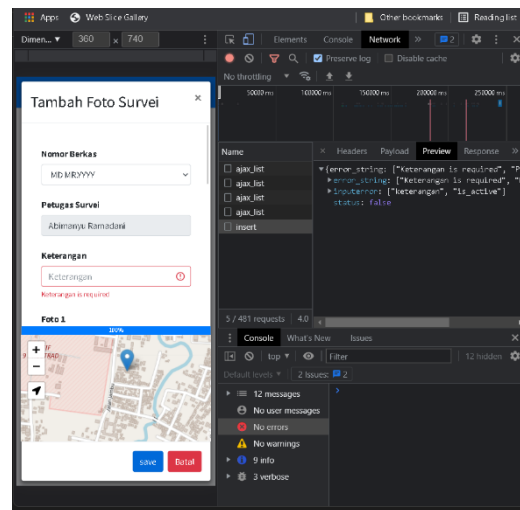 Apps Web Slice Gallery Other bookmarks Reading list
Dimen... 360 x 740
Elements Console Network » 2
Preserve log Disable cache
No throttling
50000 ms 100000 ms 150000 ms 200000 ms 250000 ms
Tambah Foto Survei ×
Nomor Berkas
Petugas Survei
Abimanyu Ramadani
Keterangan
Keterangan
Keterangan is required
Foto 1
100%
+
−
save Batal
Name × Headers Payload Preview Response »
ajax_list
ajax_list
ajax_list
ajax_list
insert
{error_string: ["Keterangan is required", "P
error_string: ["Keterangan is required", "
inputerror: ["keterangan", "is_active"]
status: false
5 / 481 requests 4.0
Console What's New Issues ×
top Filter 12 hidden
Default levels 2 Issues: 2
12 messages
No user messages
No errors
No warnings
9 info
3 verbose